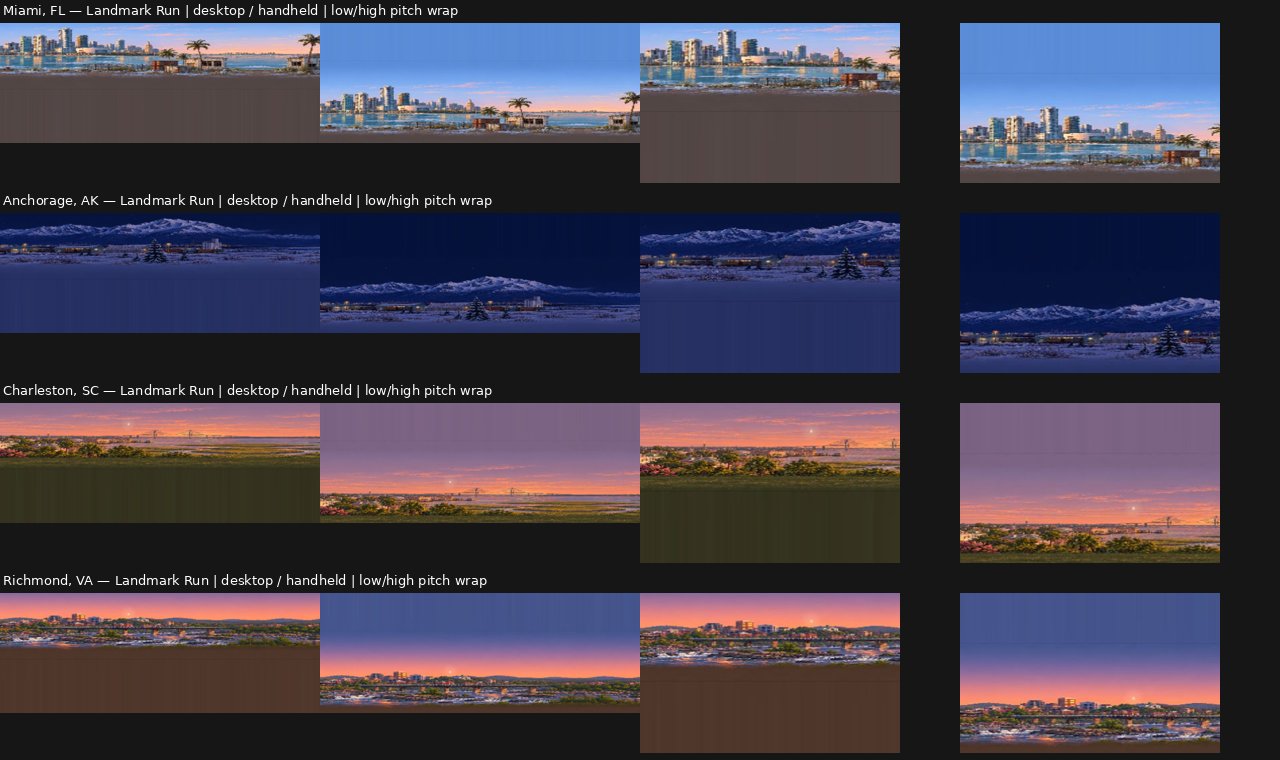 Miami, FL — Landmark Run | desktop / handheld | low/high pitch wrap
Anchorage, AK — Landmark Run | desktop / handheld | low/high pitch wrap
Charleston, SC — Landmark Run | desktop / handheld | low/high pitch wrap
Richmond, VA — Landmark Run | desktop / handheld | low/high pitch wrap